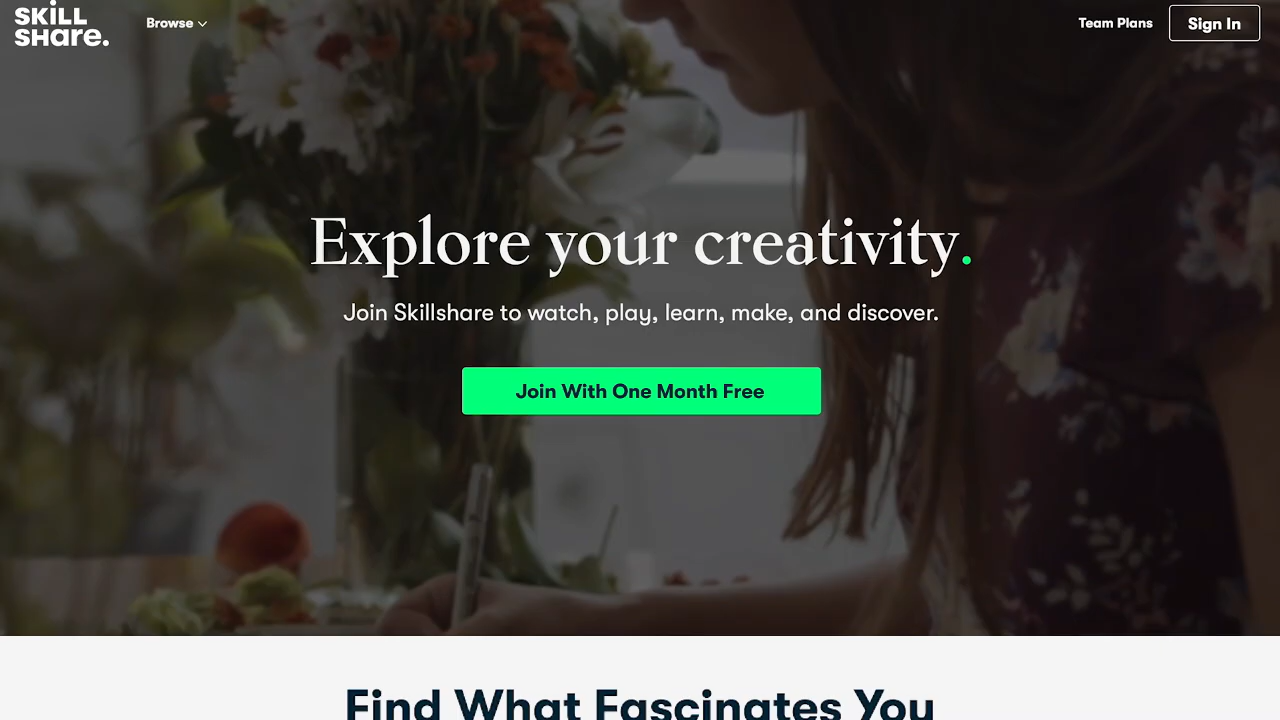 SKiLL
SHare.
Browse
Team Plans
Sign In
Explore your creativity.
Join Skillshare to watch, play, learn, make, and discover.
Join With One Month Free
Find What Fascinates You